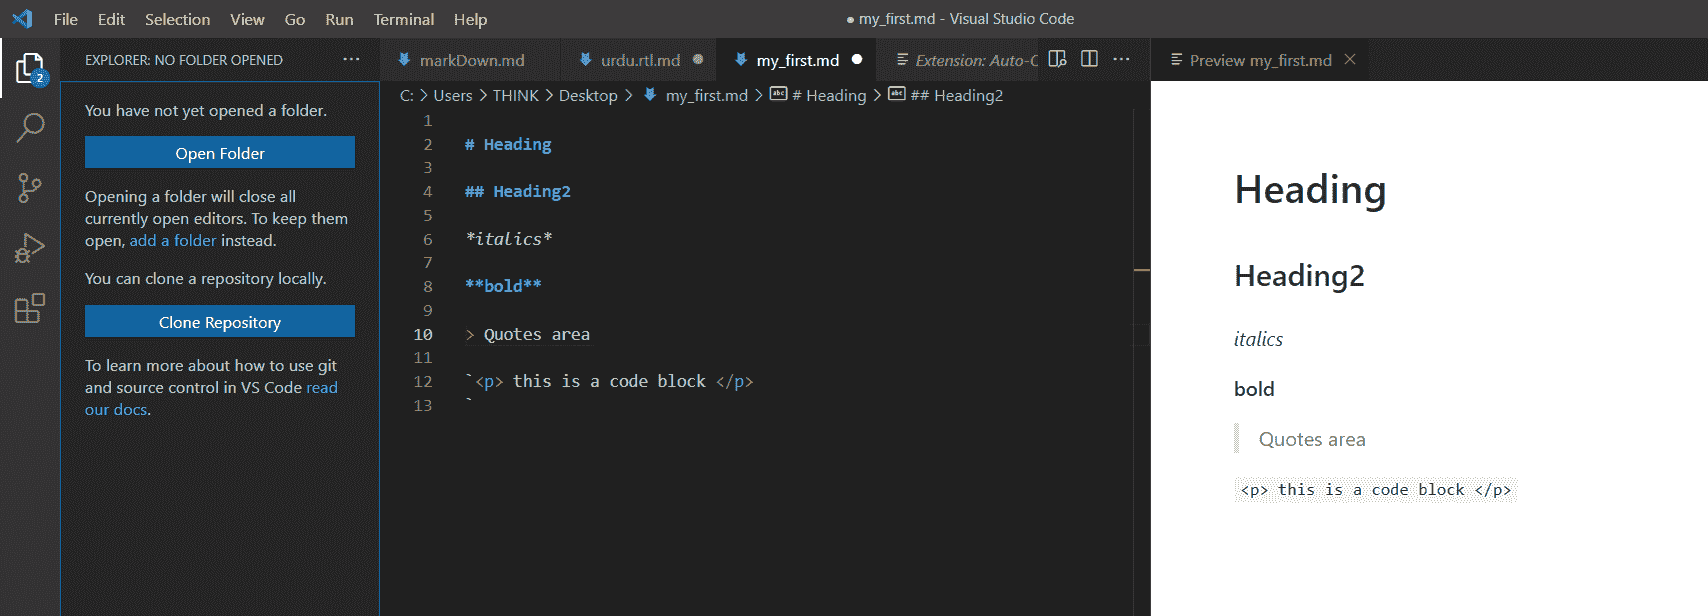 File Edit Selection View Go Run Terminal Help
● my_first.md - Visual Studio Code
EXPLORER: NO FOLDER OPENED ···
2
You have not yet opened a folder.
Open Folder
Opening a folder will close all
currently open editors. To keep them
open, add a folder instead.
You can clone a repository locally.
Clone Repository
To learn more about how to use git
and source control in VS Code read
our docs.
markDown.md urdu.rtl.md ● my_first.md ● Extension: Auto-C ···
C: > Users > THINK > Desktop > my_first.md > abc # Heading > abc ## Heading2
1
2 # Heading
3
4 ## Heading2
5
6 *italics*
7
8 **bold**
9
10 > Quotes area
11
12 `<p> this is a code block </p>
13 `
Preview my_first.md ×
Heading
Heading2
italics
bold
Quotes area
<p> this is a code block </p>